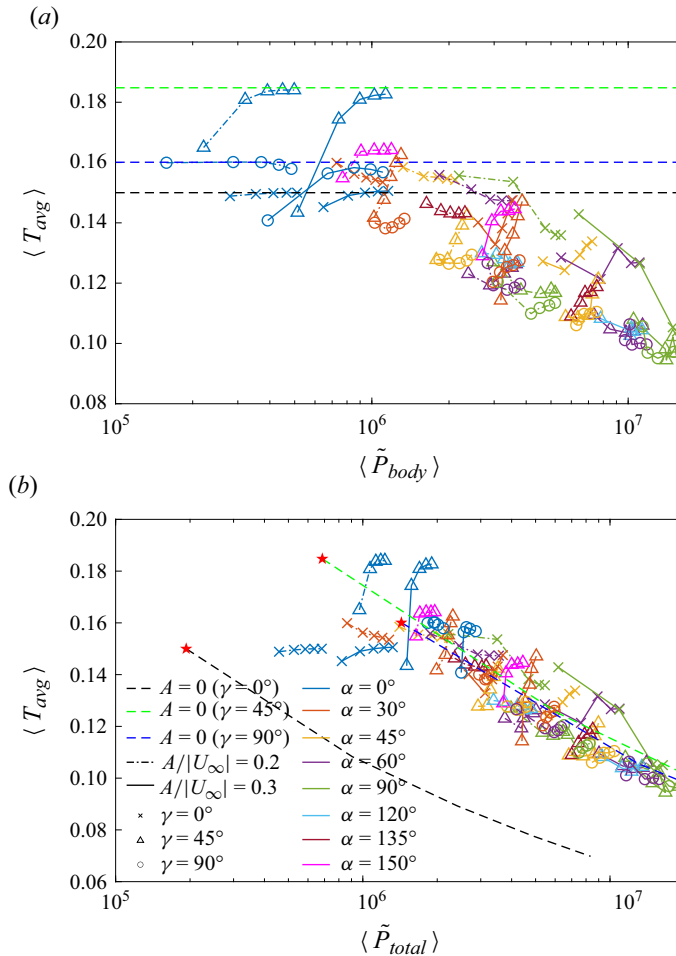 (a)
0.20
0.18
0.16
⟨ T_avg ⟩
0.14
0.12
0.10
0.08
10^5
10^6
10^7
⟨ P̃_body ⟩
(b)
0.20
0.18
0.16
⟨ T_avg ⟩
0.14
0.12
0.10
0.08
0.06
A = 0 (γ = 0°)
A = 0 (γ = 45°)
A = 0 (γ = 90°)
A/|U_∞| = 0.2
A/|U_∞| = 0.3
γ = 0°
γ = 45°
γ = 90°
α = 0°
α = 30°
α = 45°
α = 60°
α = 90°
α = 120°
α = 135°
α = 150°
10^5
10^6
10^7
⟨ P̃_total ⟩